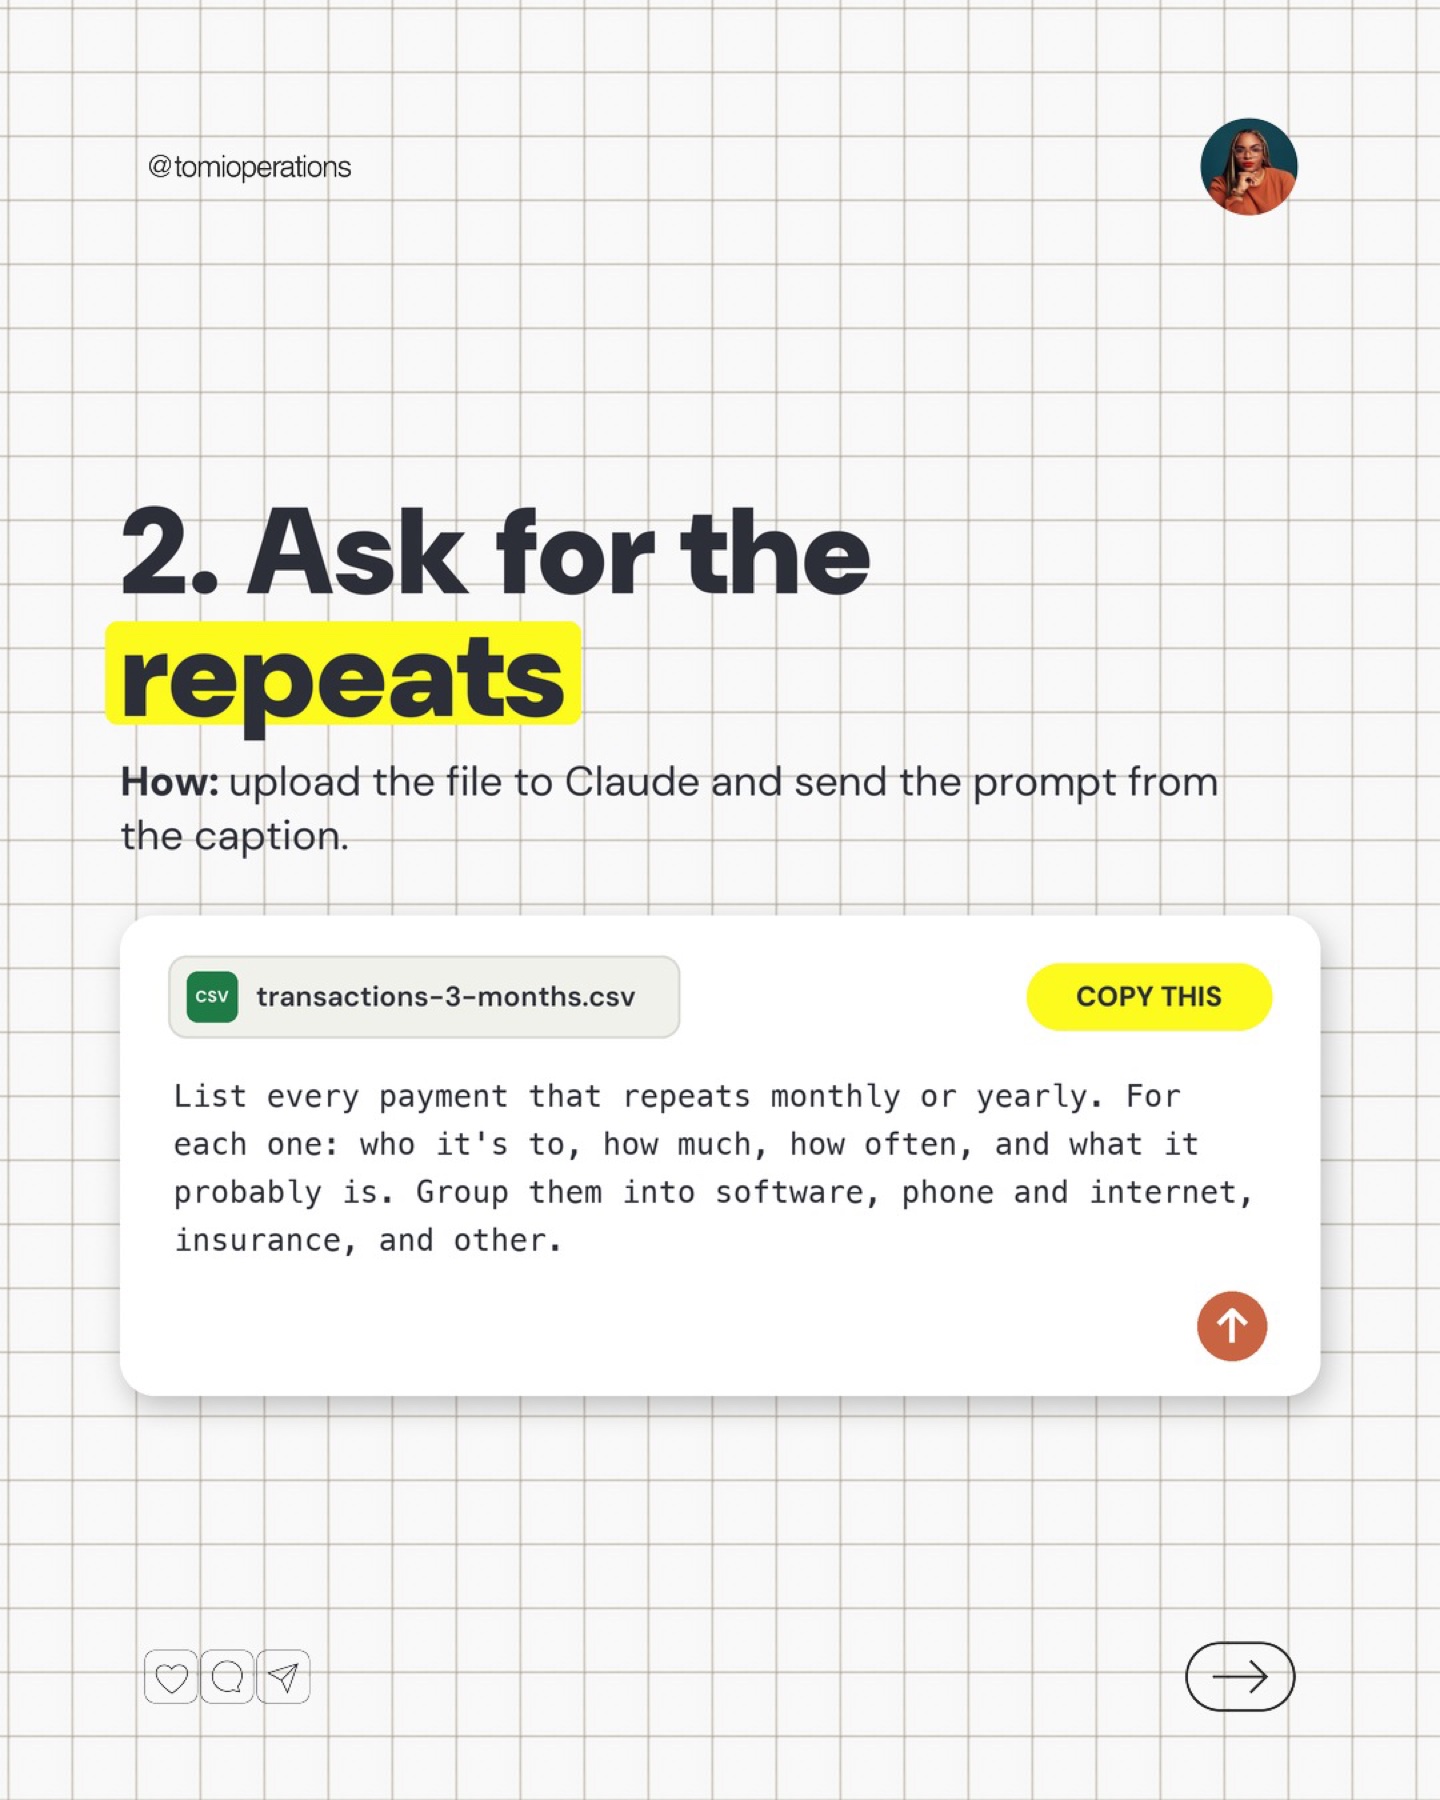 @tomioperations
2. Ask for the
repeats
How: upload the file to Claude and send the prompt from
the caption.
CSV
transactions-3-months.csv
COPY THIS
List every payment that repeats monthly or yearly. For
each one: who it's to, how much, how often, and what it
probably is. Group them into software, phone and internet,
insurance, and other.